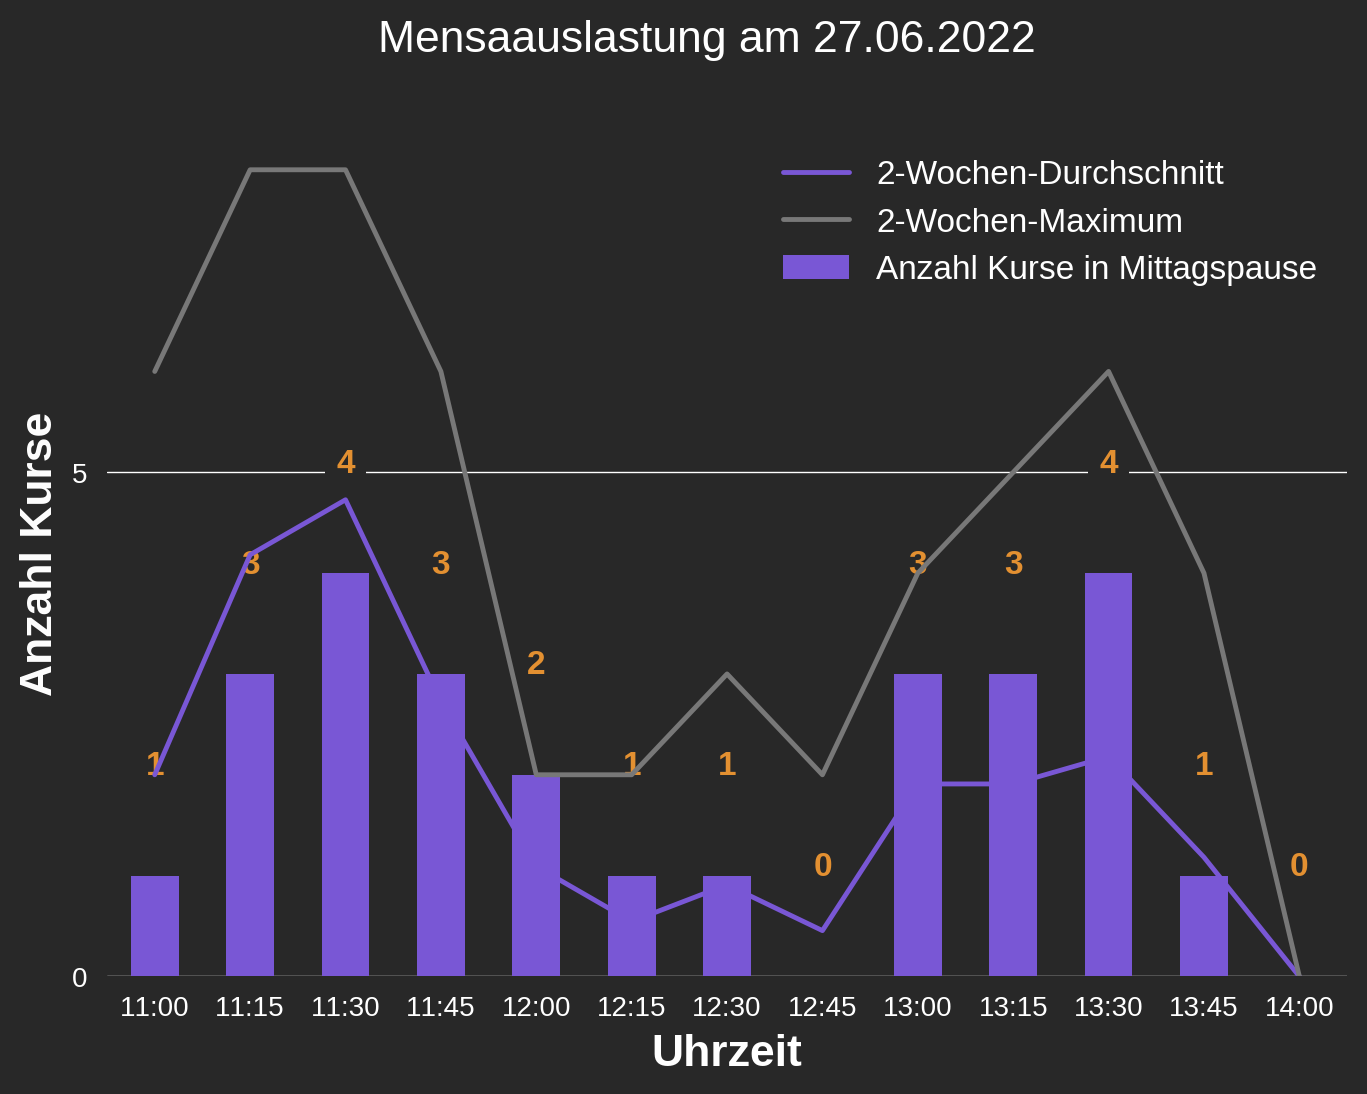 Mensaauslastung am 27.06.2022
2-Wochen-Durchschnitt
2-Wochen-Maximum
Anzahl Kurse in Mittagspause
Anzahl Kurse
5
0
4
4
3
3
3
3
2
1
1
1
1
0
0
11:00 11:15 11:30 11:45 12:00 12:15 12:30 12:45 13:00 13:15 13:30 13:45 14:00
Uhrzeit